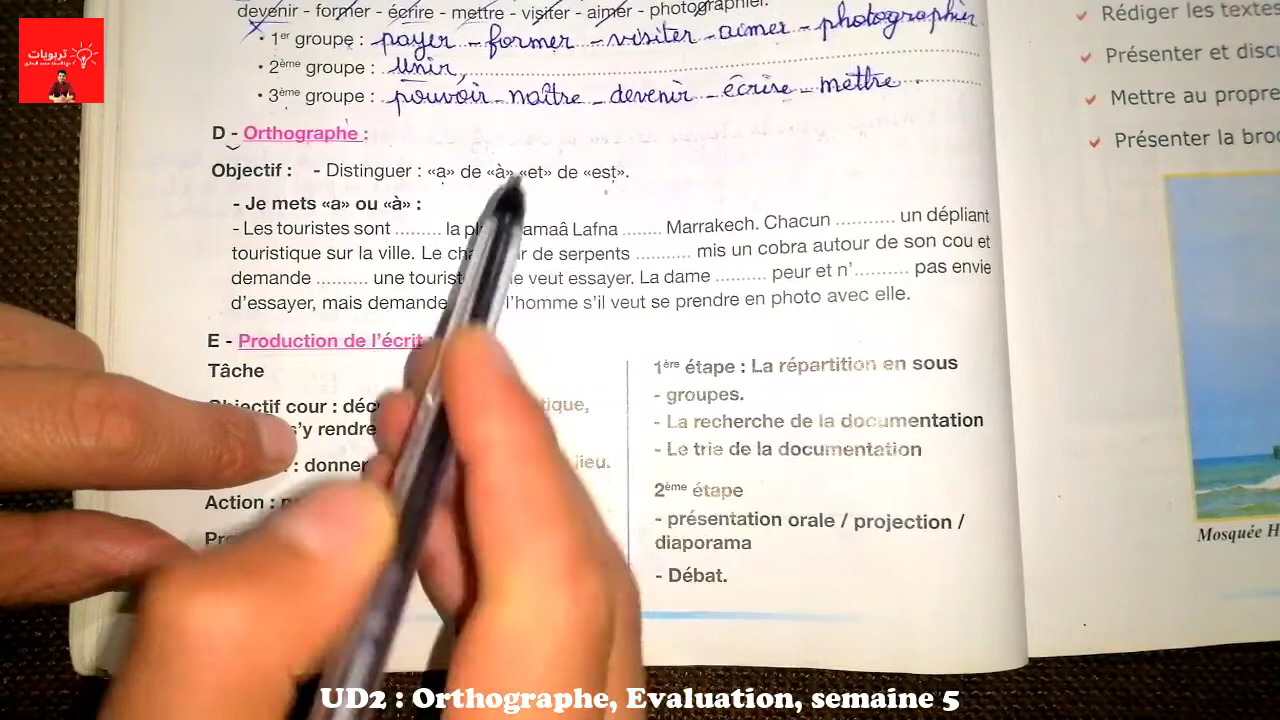 devenir - former - écrire - mettre - visiter - aimer - photographier.
• 1er groupe : payer - former - visiter - aimer - photographier
• 2ème groupe : unir,
• 3ème groupe : pouvoir - naître - devenir - écrire - mettre
D - Orthographe :
Objectif : - Distinguer : «a» de «à» «et» de «est».
- Je mets «a» ou «à» :
- Les touristes sont ......... la amaâ Lafna ........ Marrakech. Chacun .......... un dépliant
touristique sur la ville. Le de serpents ........... mis un cobra autour de son cou et
demande .......... une veut essayer. La dame .......... peur et n’.......... pas envie
d’essayer, mais demande l’homme s’il veut se prendre en photo avec elle.
E - Production de l’écrit
Tâche
Objectif cour : tique,
s’y rendre
: donner lieu.
Action :
1ère étape : La répartition en sous
- groupes.
- La recherche de la documentation
- Le trie de la documentation
2ème étape
- présentation orale / projection /
diaporama
- Débat.
Rédiger les textes
Présenter et
Mettre au propre
Présenter la
Mosquée
تربويات
UD2 : Orthographe, Evaluation, semaine 5